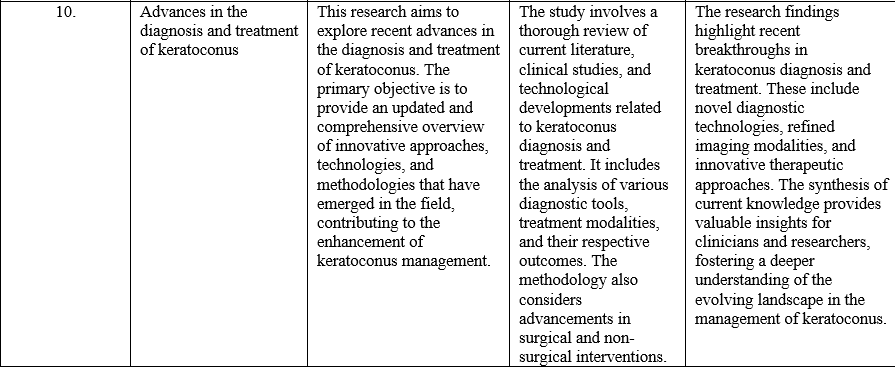 10.
Advances in the
diagnosis and treatment
of keratoconus
This research aims to
explore recent advances in
the diagnosis and treatment
of keratoconus. The
primary objective is to
provide an updated and
comprehensive overview
of innovative approaches,
technologies, and
methodologies that have
emerged in the field,
contributing to the
enhancement of
keratoconus management.
The study involves a
thorough review of
current literature,
clinical studies, and
technological
developments related
to keratoconus
diagnosis and
treatment. It includes
the analysis of various
diagnostic tools,
treatment modalities,
and their respective
outcomes. The
methodology also
considers
advancements in
surgical and non-
surgical interventions.
The research findings
highlight recent
breakthroughs in
keratoconus diagnosis and
treatment. These include
novel diagnostic
technologies, refined
imaging modalities, and
innovative therapeutic
approaches. The synthesis of
current knowledge provides
valuable insights for
clinicians and researchers,
fostering a deeper
understanding of the
evolving landscape in the
management of keratoconus.